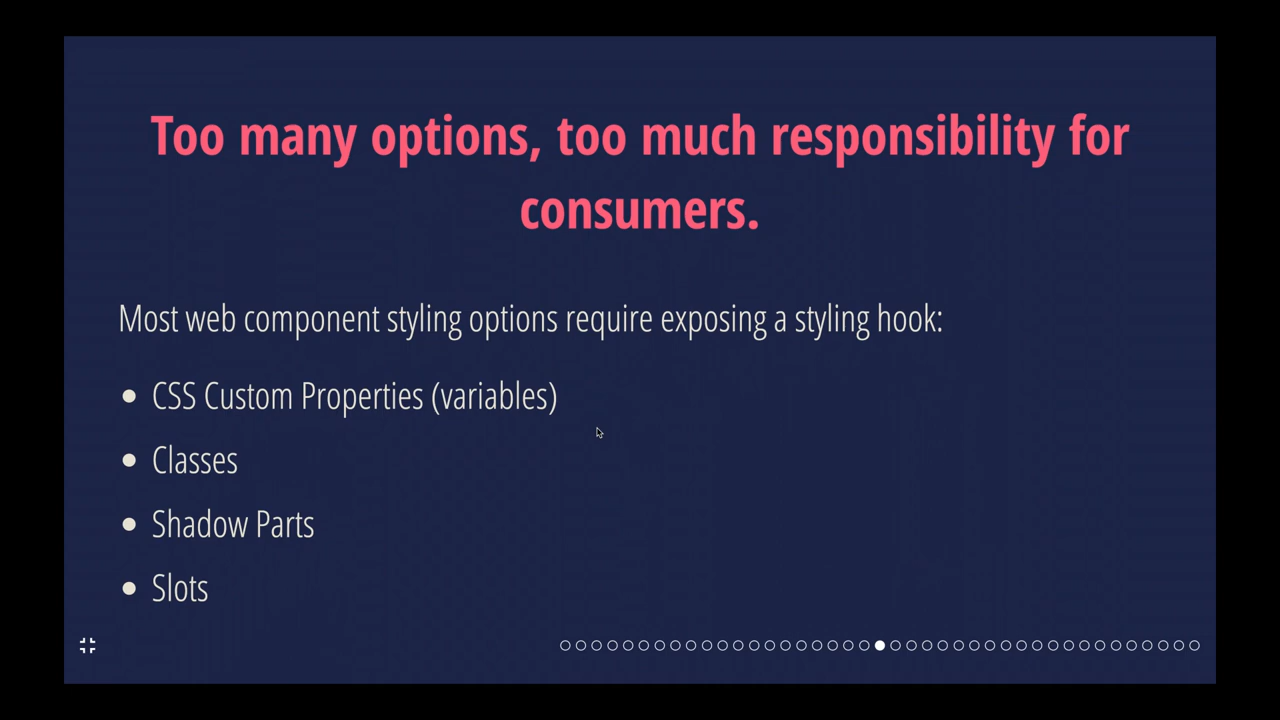 Too many options, too much responsibility for
consumers.
Most web component styling options require exposing a styling hook:
• CSS Custom Properties (variables)
• Classes
• Shadow Parts
• Slots